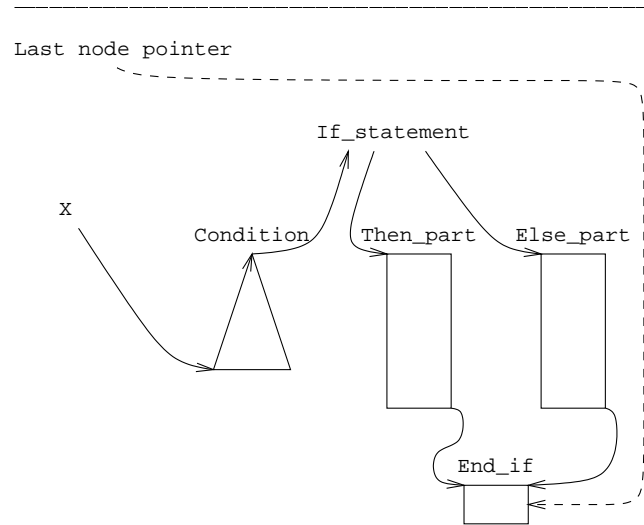 Last node pointer
If_statement
X
Condition Then_part Else_part
End_if